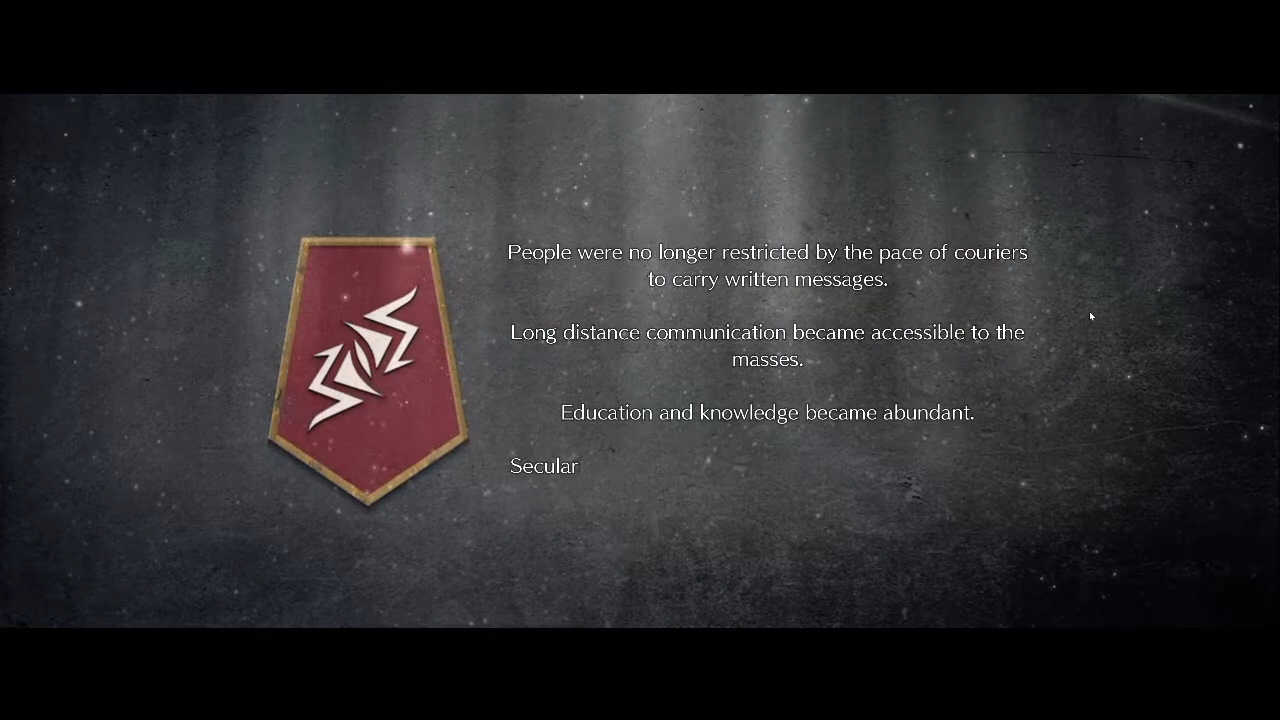 People were no longer restricted by the pace of couriers
to carry written messages.
Long distance communication became accessible to the
masses.
Education and knowledge became abundant.
Secular